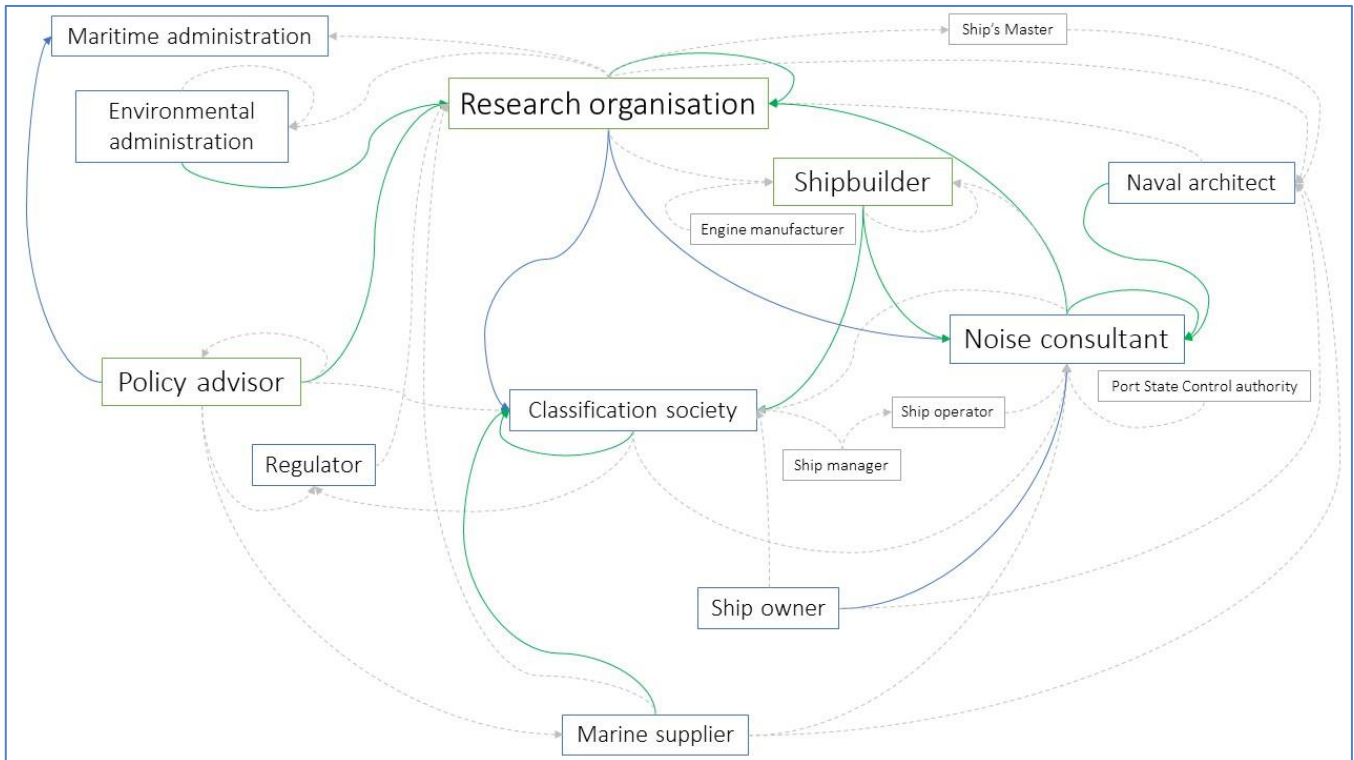 Maritime administration
Ship's Master
Environmental
administration
Research organisation
Shipbuilder
Naval architect
Engine manufacturer
Noise consultant
Policy advisor
Port State Control authority
Classification society
Ship operator
Regulator
Ship manager
Ship owner
Marine supplier